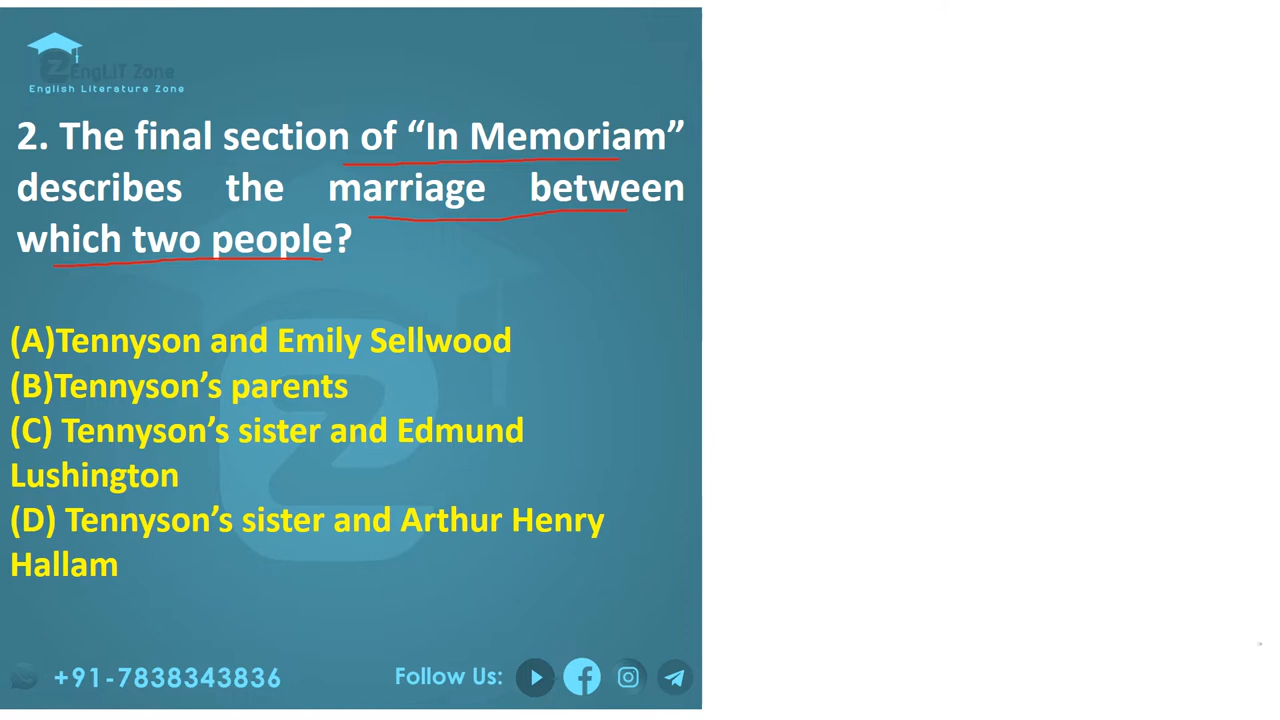 EngLiT Zone
English Literature Zone
2. The final section of “In Memoriam”
describes the marriage between
which two people?
(A)Tennyson and Emily Sellwood
(B)Tennyson’s parents
(C) Tennyson’s sister and Edmund
Lushington
(D) Tennyson’s sister and Arthur Henry
Hallam
+91-7838343836 Follow Us: